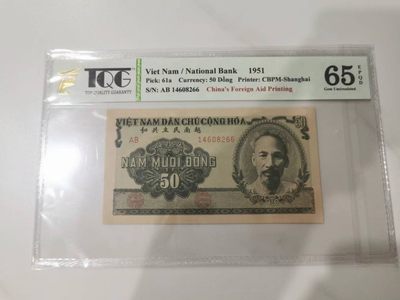 TQG
TOP QUALITY GUARANTY
Viet Nam / National Bank 1951
Pick: 61a Currency: 50 Dồng Printer: CBPM-Shanghai
S/N: AB 14608266 China's Foreign Aid Printing
65 EPQD
Gem Uncirculated
VIỆT NAM DÂN CHỦ CỘNG HÒA
和共主民南越
AB 14608266
50
NĂM MƯƠI ĐỒNG
50